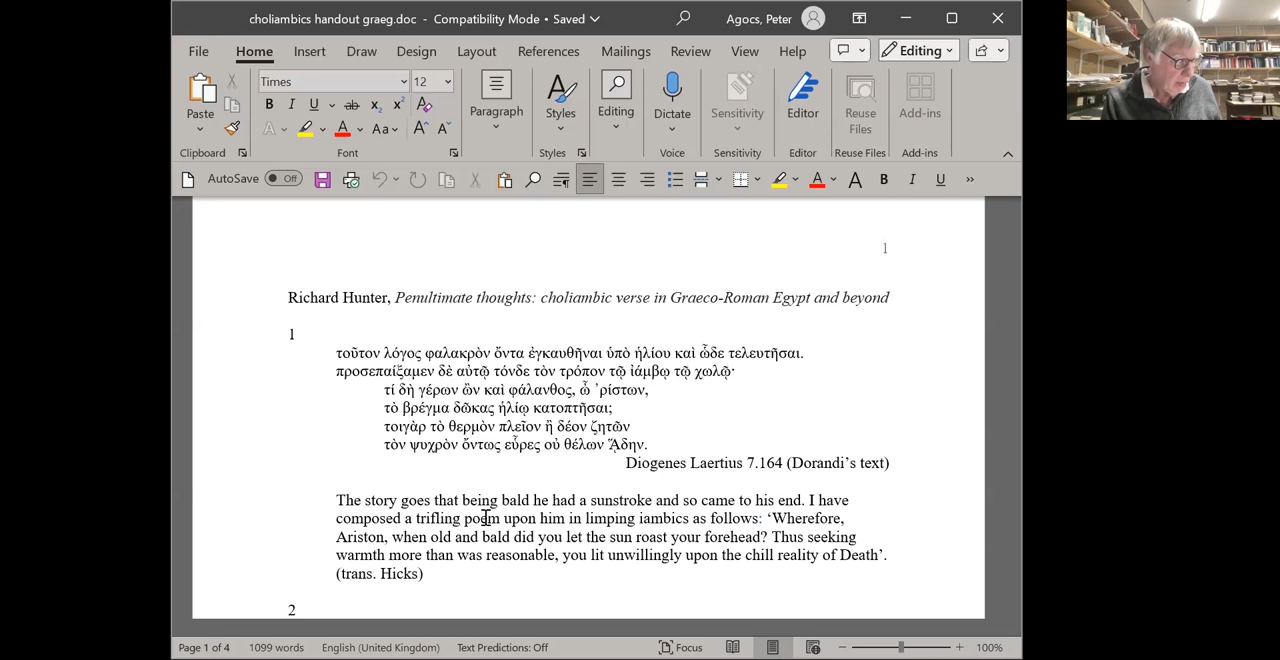 choliambics handout graeg.doc - Compatibility Mode • Saved
Agocs, Peter
File Home Insert Draw Design Layout References Mailings Review View Help Editing
Times 12
Paste
Paragraph Styles Editing Dictate Sensitivity Editor Reuse Files Add-ins
Clipboard Font Styles Voice Sensitivity Editor Reuse Files Add-ins
AutoSave Off
1
Richard Hunter, Penultimate thoughts: choliambic verse in Graeco-Roman Egypt and beyond
1
τοῦτον λόγος φαλακρὸν ὄντα ἐγκαυθῆναι ὑπὸ ἡλίου καὶ ὧδε τελευτῆσαι.
προσεπαίξαμεν δὲ αὐτῷ τόνδε τὸν τρόπον τῷ ἰάμβῳ τῷ χωλῷ·
τί δὴ γέρων ὢν καὶ φάλανθος, ὦ ᾿ρίστων,
τὸ βρέγμα δῶκας ἡλίῳ κατοπτῆσαι;
τοιγὰρ τὸ θερμὸν πλεῖον ἢ δέον ζητῶν
τὸν ψυχρὸν ὄντως εὗρες οὐ θέλων Ἅδην.
Diogenes Laertius 7.164 (Dorandi’s text)
The story goes that being bald he had a sunstroke and so came to his end. I have
composed a trifling poem upon him in limping iambics as follows: ‘Wherefore,
Ariston, when old and bald did you let the sun roast your forehead? Thus seeking
warmth more than was reasonable, you lit unwillingly upon the chill reality of Death’.
(trans. Hicks)
2
Page 1 of 4 1099 words English (United Kingdom) Text Predictions: Off Focus 100%